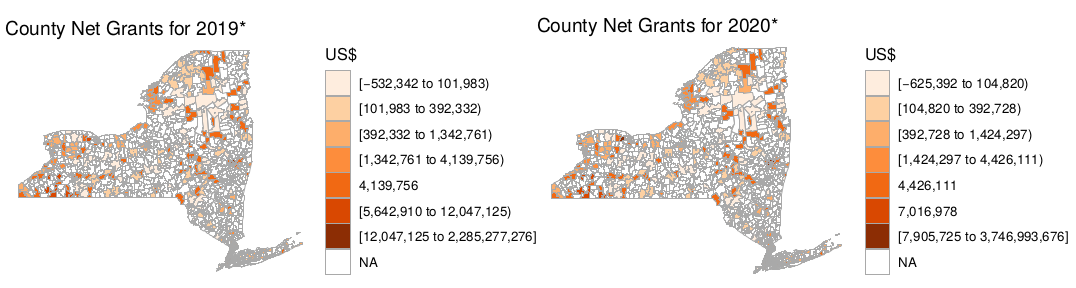 County Net Grants for 2019*
US$
[−532,342 to 101,983)
[101,983 to 392,332)
[392,332 to 1,342,761)
[1,342,761 to 4,139,756)
4,139,756
[5,642,910 to 12,047,125)
[12,047,125 to 2,285,277,276]
NA
County Net Grants for 2020*
US$
[−625,392 to 104,820)
[104,820 to 392,728)
[392,728 to 1,424,297)
[1,424,297 to 4,426,111)
4,426,111
7,016,978
[7,905,725 to 3,746,993,676]
NA